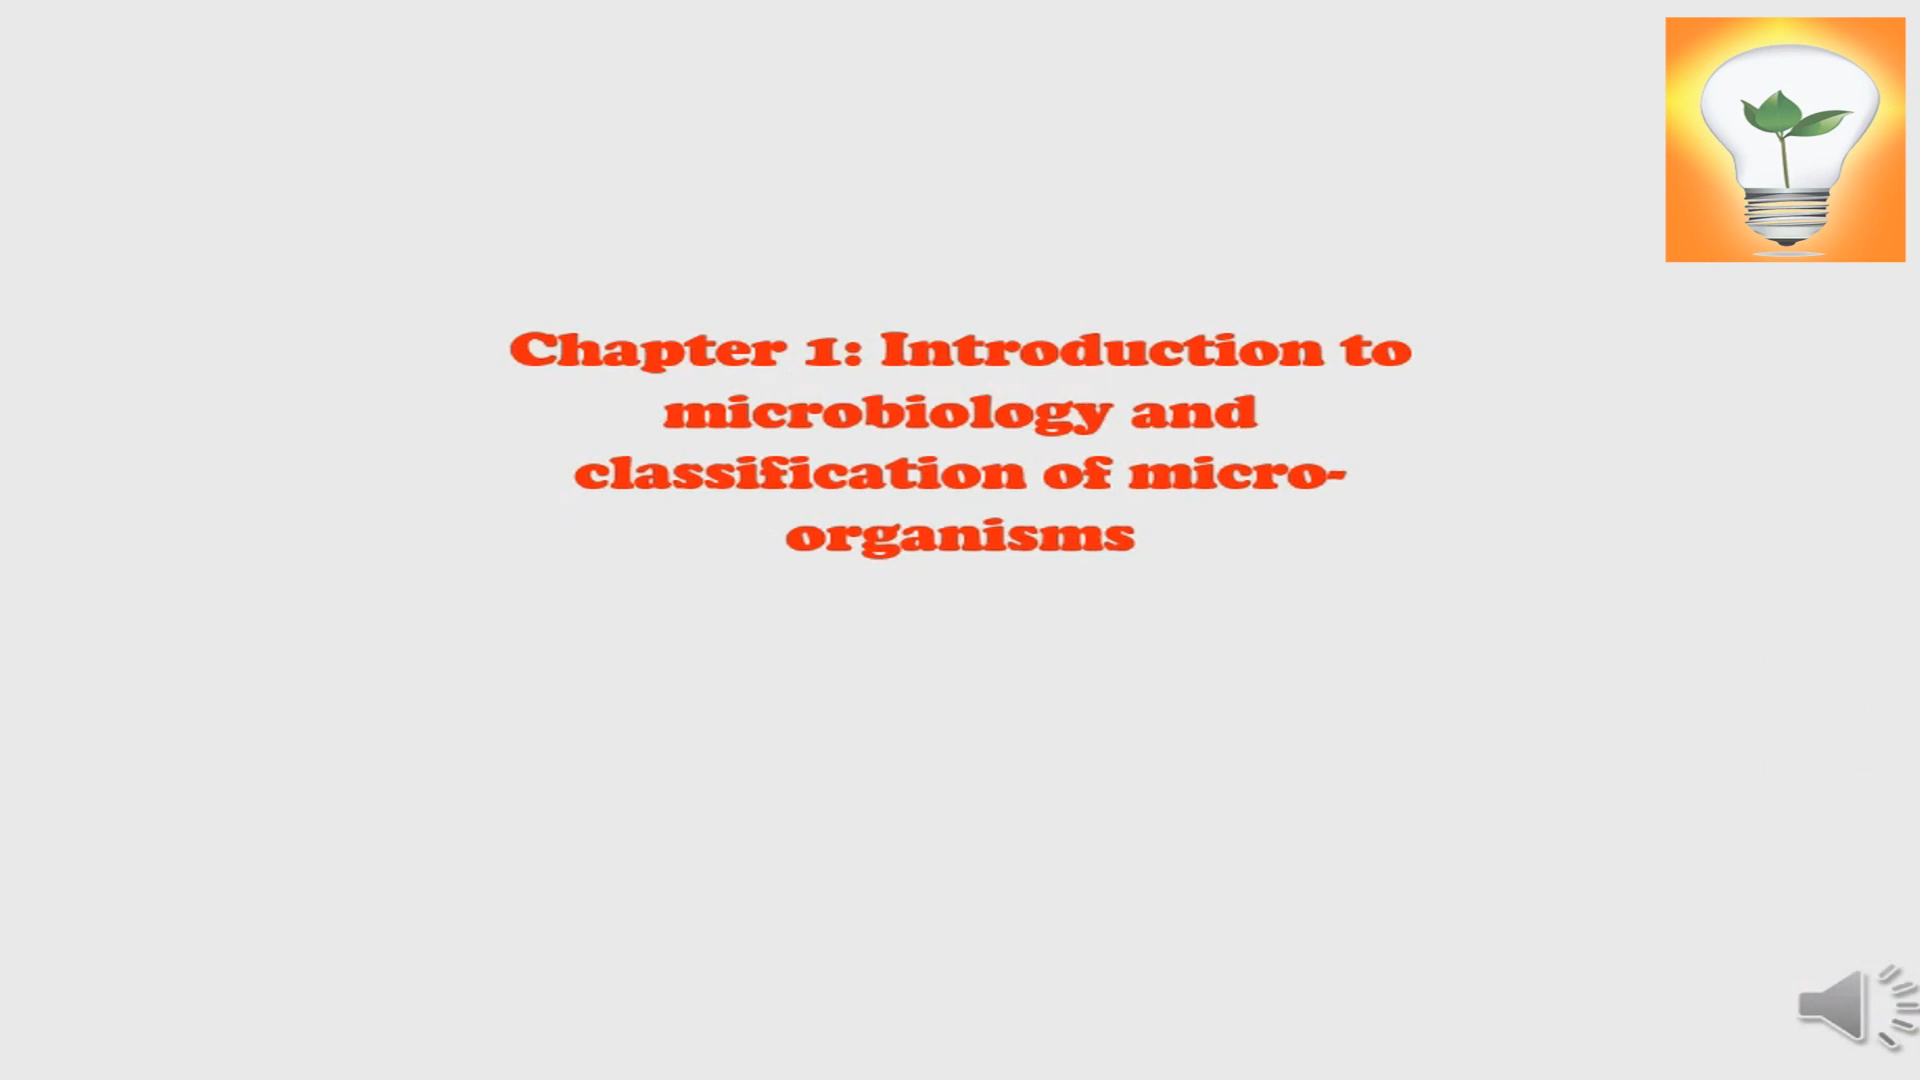 Chapter 1: Introduction to
microbiology and
classification of micro-
organisms